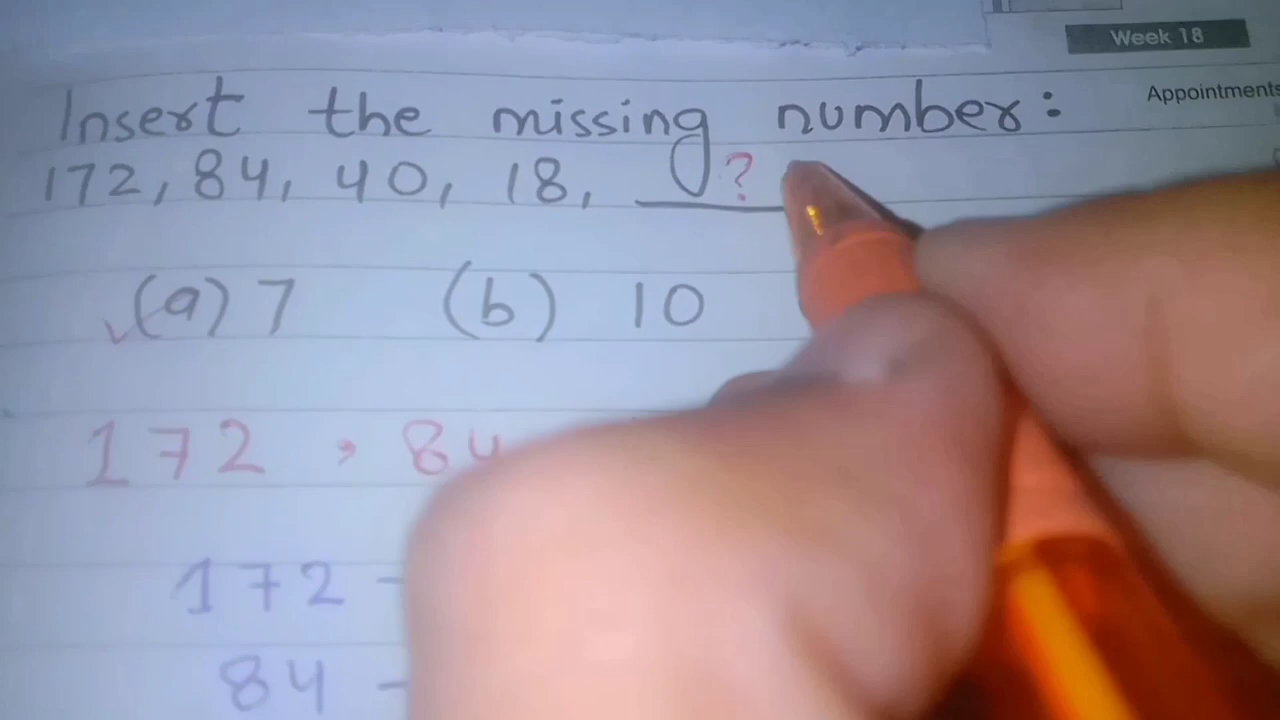 Week 18
Appointments
Insert the missing number:
172, 84, 40, 18, ?
(a) 7 (b) 10
172 , 84
172 -
84 -